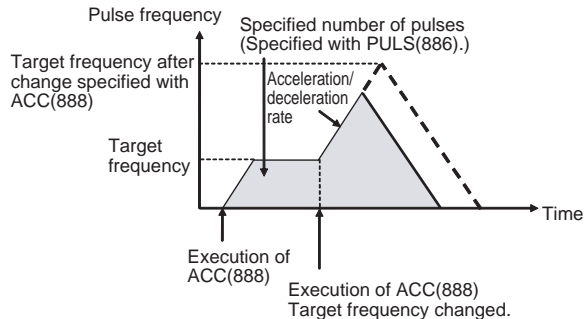 Pulse frequency
Specified number of pulses
(Specified with PULS(886).)
Target frequency after
change specified with
ACC(888)
Acceleration/
deceleration
rate
Target
frequency
Time
Execution of
ACC(888)
Execution of ACC(888)
Target frequency changed.